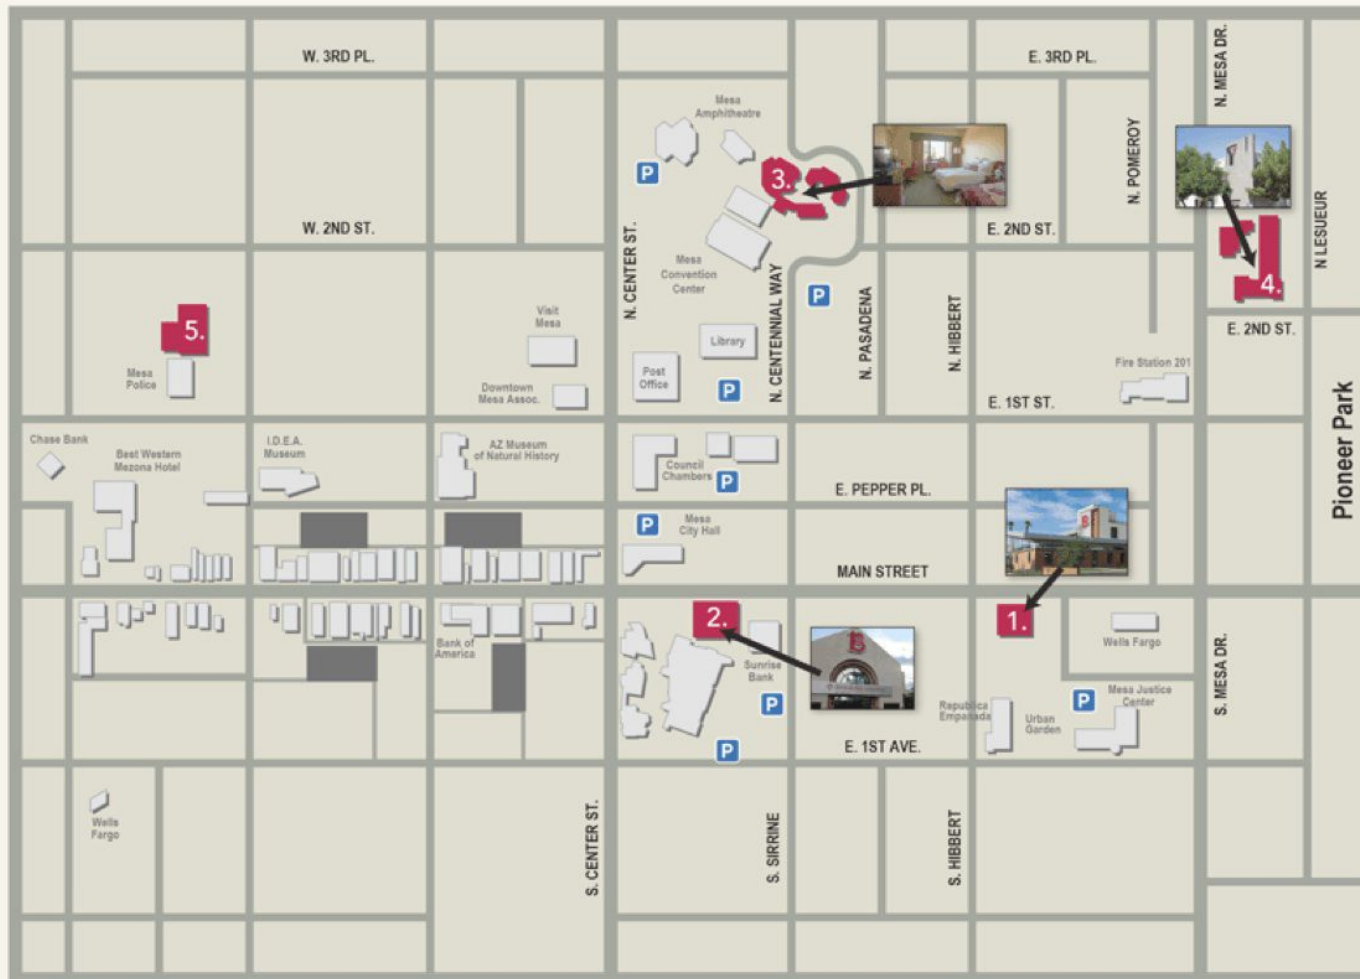 W. 3RD PL.
E. 3RD PL.
N. MESA DR.
Mesa
Amphitheatre
P
3.
N. POMEROY
W. 2ND ST.
N. CENTER ST.
E. 2ND ST.
N LESUEUR
Mesa
Convention
Center
N. CENTENNIAL WAY
P
N. PASADENA
N. HIBBERT
4.
E. 2ND ST.
5.
Visit
Mesa
Library
Mesa
Police
Post
Office
P
Downtown
Mesa Assoc.
Fire Station 201
E. 1ST ST.
Pioneer Park
Chase Bank
Best Western
Mezona Hotel
I.D.E.A.
Museum
AZ Museum
of Natural History
Council
Chambers
P
E. PEPPER PL.
P
Mesa
City Hall
MAIN STREET
2.
1.
Bank of
America
Sunrise
Bank
Wells Fargo
S. MESA DR.
P
Republica
Empanada
Urban
Garden
P
Mesa Justice
Center
P
E. 1ST AVE.
Wells
Fargo
S. CENTER ST.
S. SIRRINE
S. HIBBERT